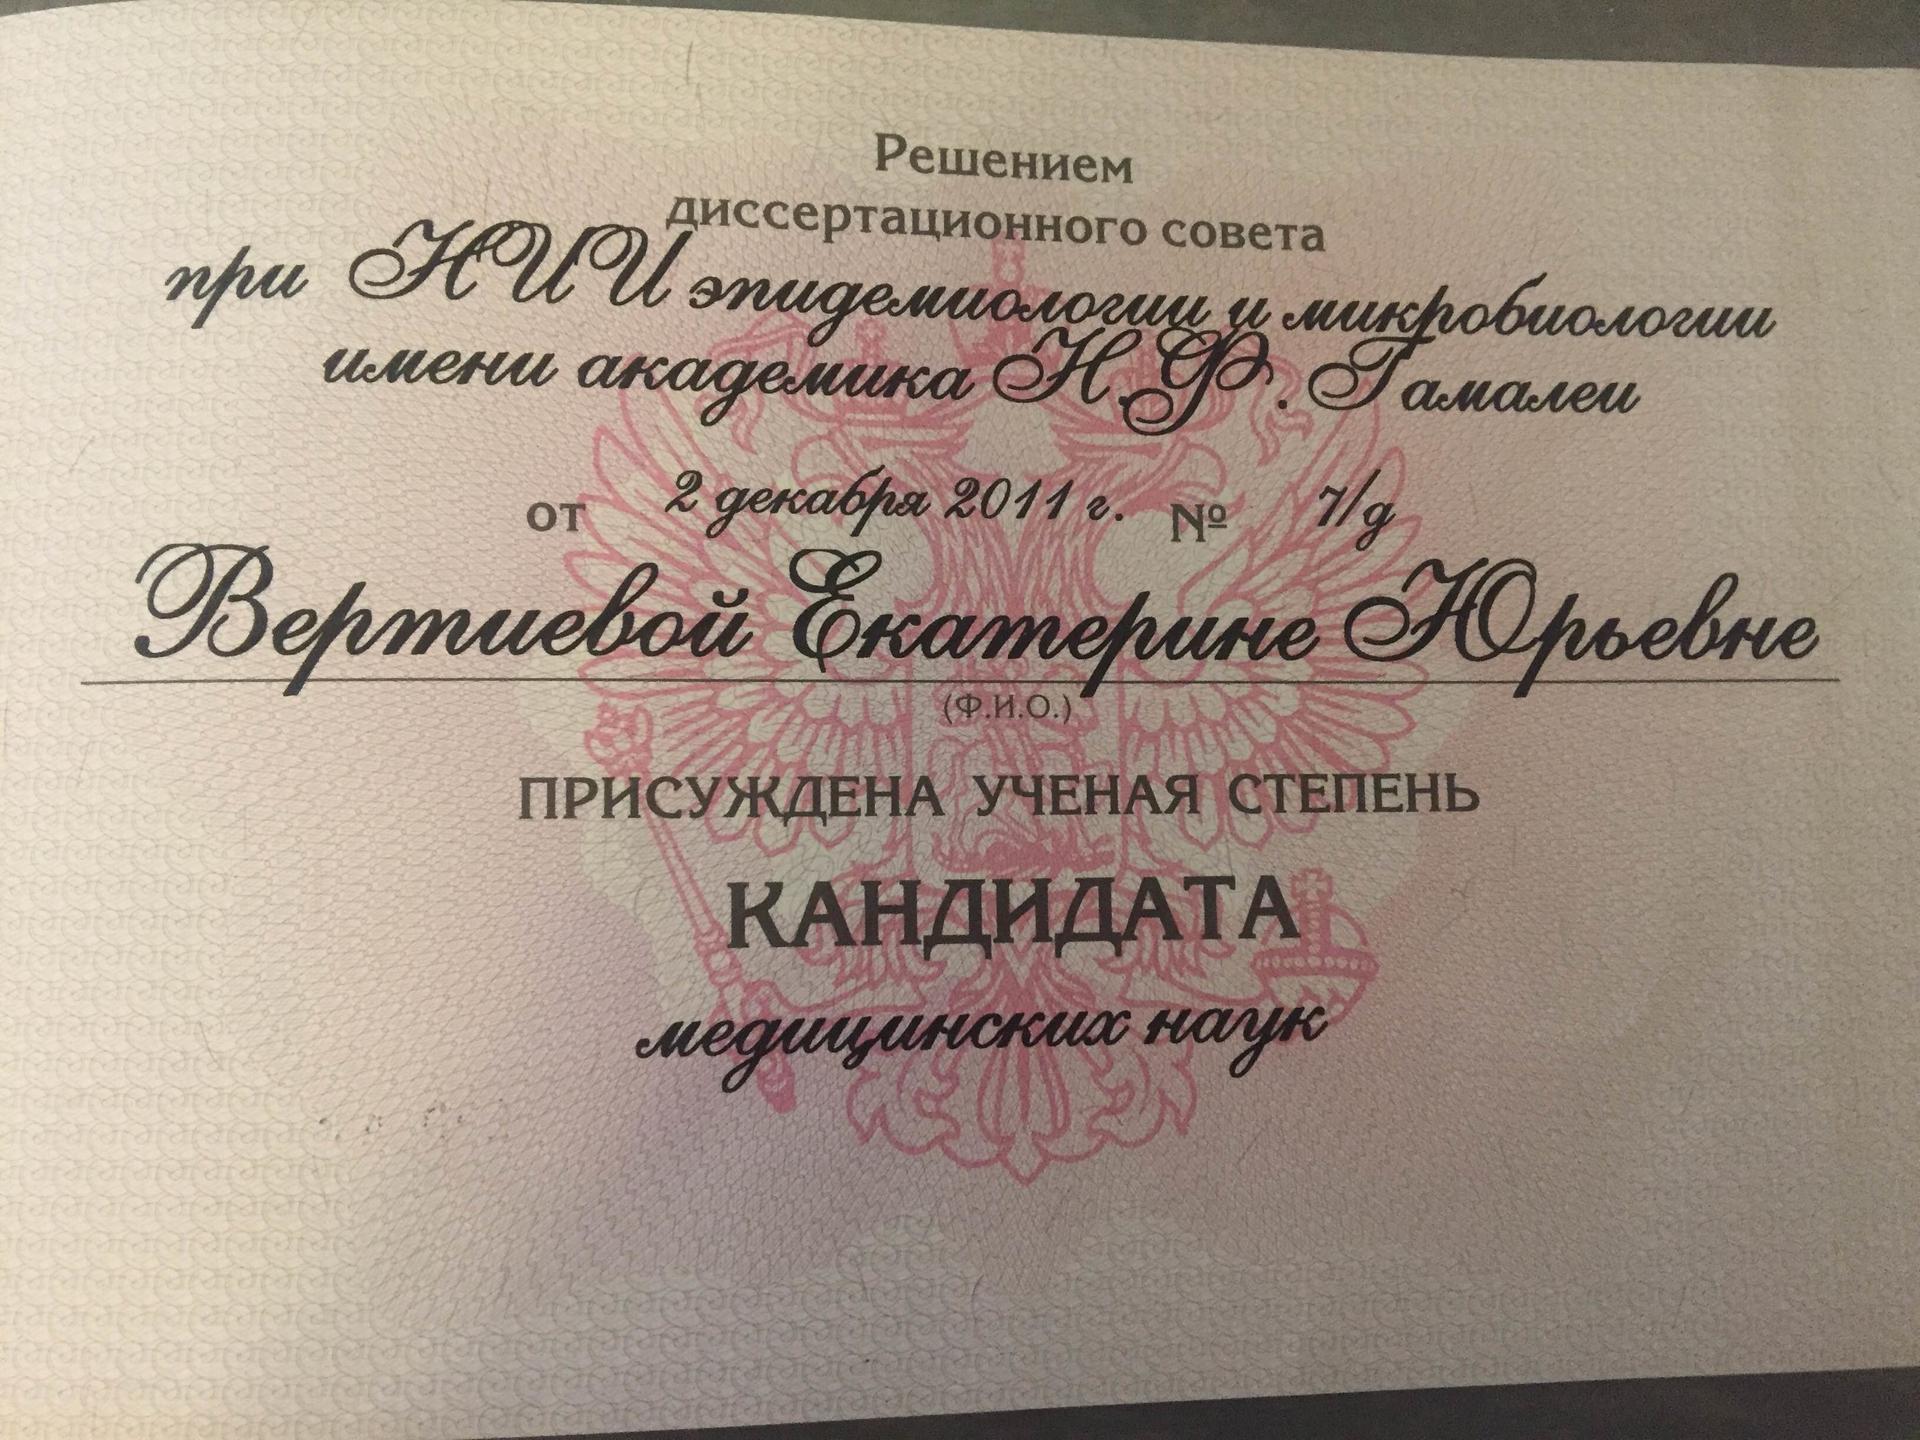 Решением
диссертационного совета
при НИИ эпидемиологии и микробиологии
имени академика Н.Ф. Гамалеи
от 2 декабря 2011 г. № 7/д
Вертиевой Екатерине Юрьевне
(Ф.И.О.)
ПРИСУЖДЕНА УЧЕНАЯ СТЕПЕНЬ
КАНДИДАТА
медицинских наук